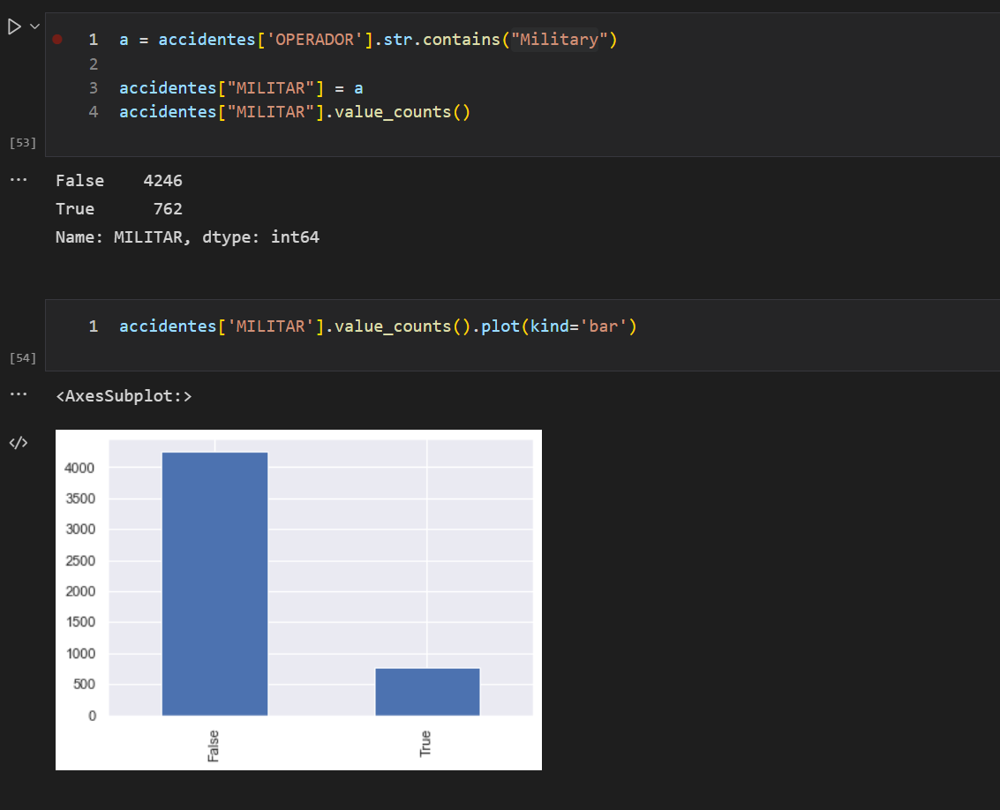 1 a = accidentes['OPERADOR'].str.contains("Military")
2
3 accidentes["MILITAR"] = a
4 accidentes["MILITAR"].value_counts()
[53]
... False    4246
True      762
Name: MILITAR, dtype: int64
1 accidentes['MILITAR'].value_counts().plot(kind='bar')
[54]
... <AxesSubplot:>
</>
4000
3500
3000
2500
2000
1500
1000
500
0
False True